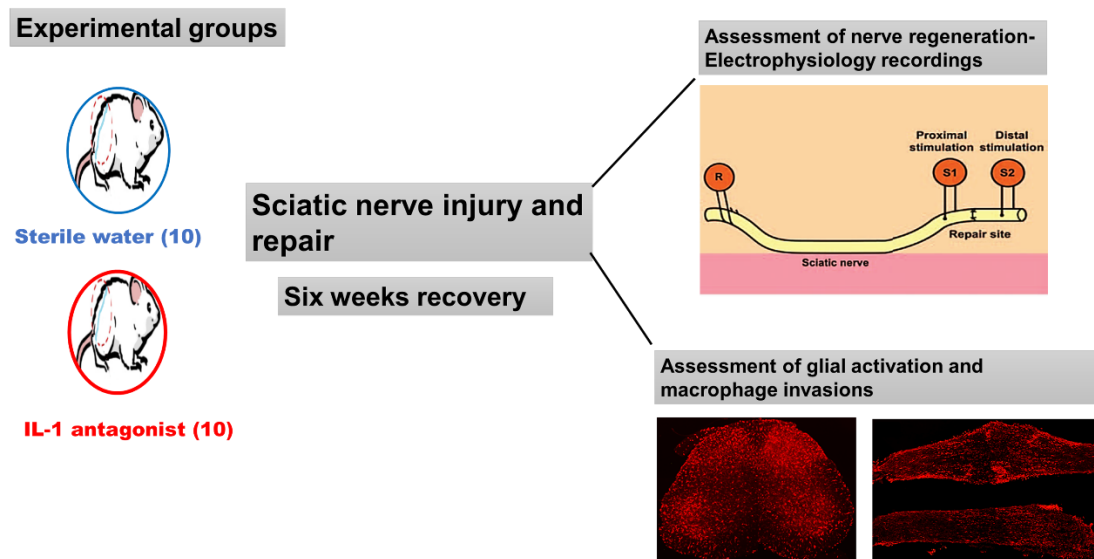 Experimental groups
Sterile water (10)
IL-1 antagonist (10)
Sciatic nerve injury and
repair
Six weeks recovery
Assessment of nerve regeneration-
Electrophysiology recordings
Proximal
stimulation
Distal
stimulation
R
S1
S2
Repair site
Sciatic nerve
Assessment of glial activation and
macrophage invasions